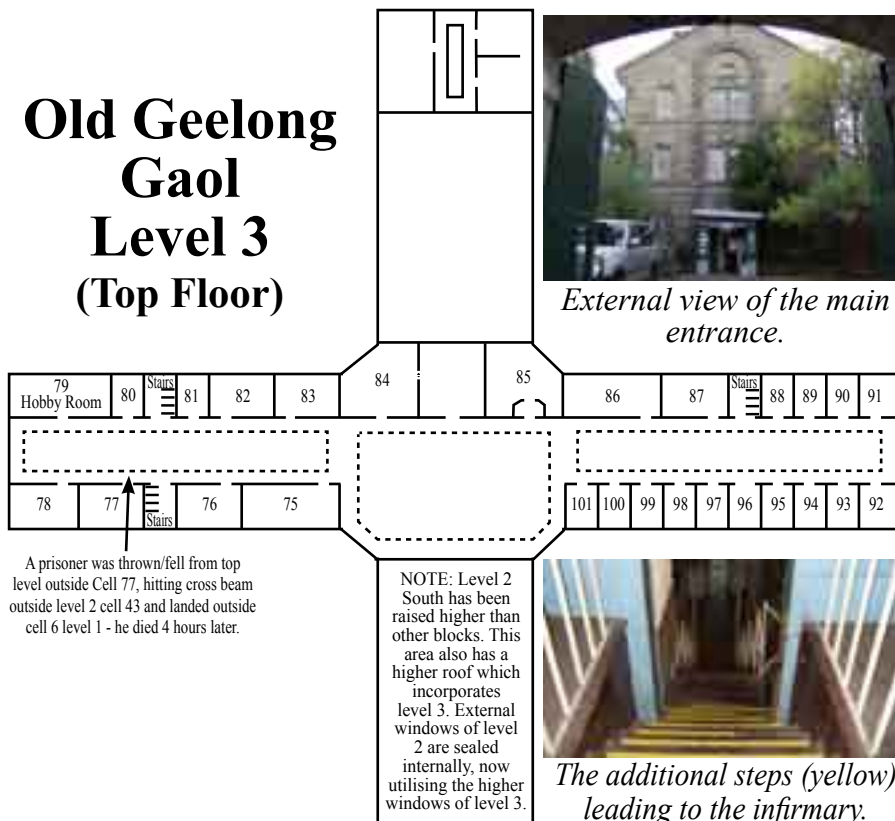 Old Geelong
Gaol
Level 3
(Top Floor)
External view of the main
entrance.
79
Hobby Room
80
Stairs
81
82
83
84
85
86
87
Stairs
88
89
90
91
78
77
Stairs
76
75
101
100
99
98
97
96
95
94
93
92
A prisoner was thrown/fell from top
level outside Cell 77, hitting cross beam
outside level 2 cell 43 and landed outside
cell 6 level 1 - he died 4 hours later.
NOTE: Level 2
South has been
raised higher than
other blocks. This
area also has a
higher roof which
incorporates
level 3. External
windows of level
2 are sealed
internally, now
utilising the higher
windows of level 3.
The additional steps (yellow)
leading to the infirmary.